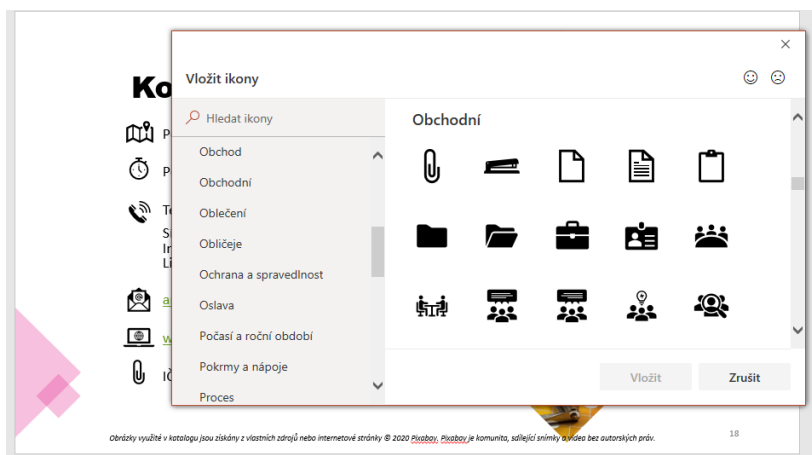 Vložit ikony
Hledat ikony
Obchod
Obchodní
Oblečení
Obličeje
Ochrana a spravedlnost
Oslava
Počasí a roční období
Pokrmy a nápoje
Proces
Obchodní
Vložit
Zrušit
Ko
P
P
Te
Si
In
Li
a
w
IČ
Obrázky využité v katalogu jsou získány z vlastních zdrojů nebo internetové stránky © 2020 Pixabay. Pixabay je komunita, sdílející snímky a videa bez autorských práv.
18